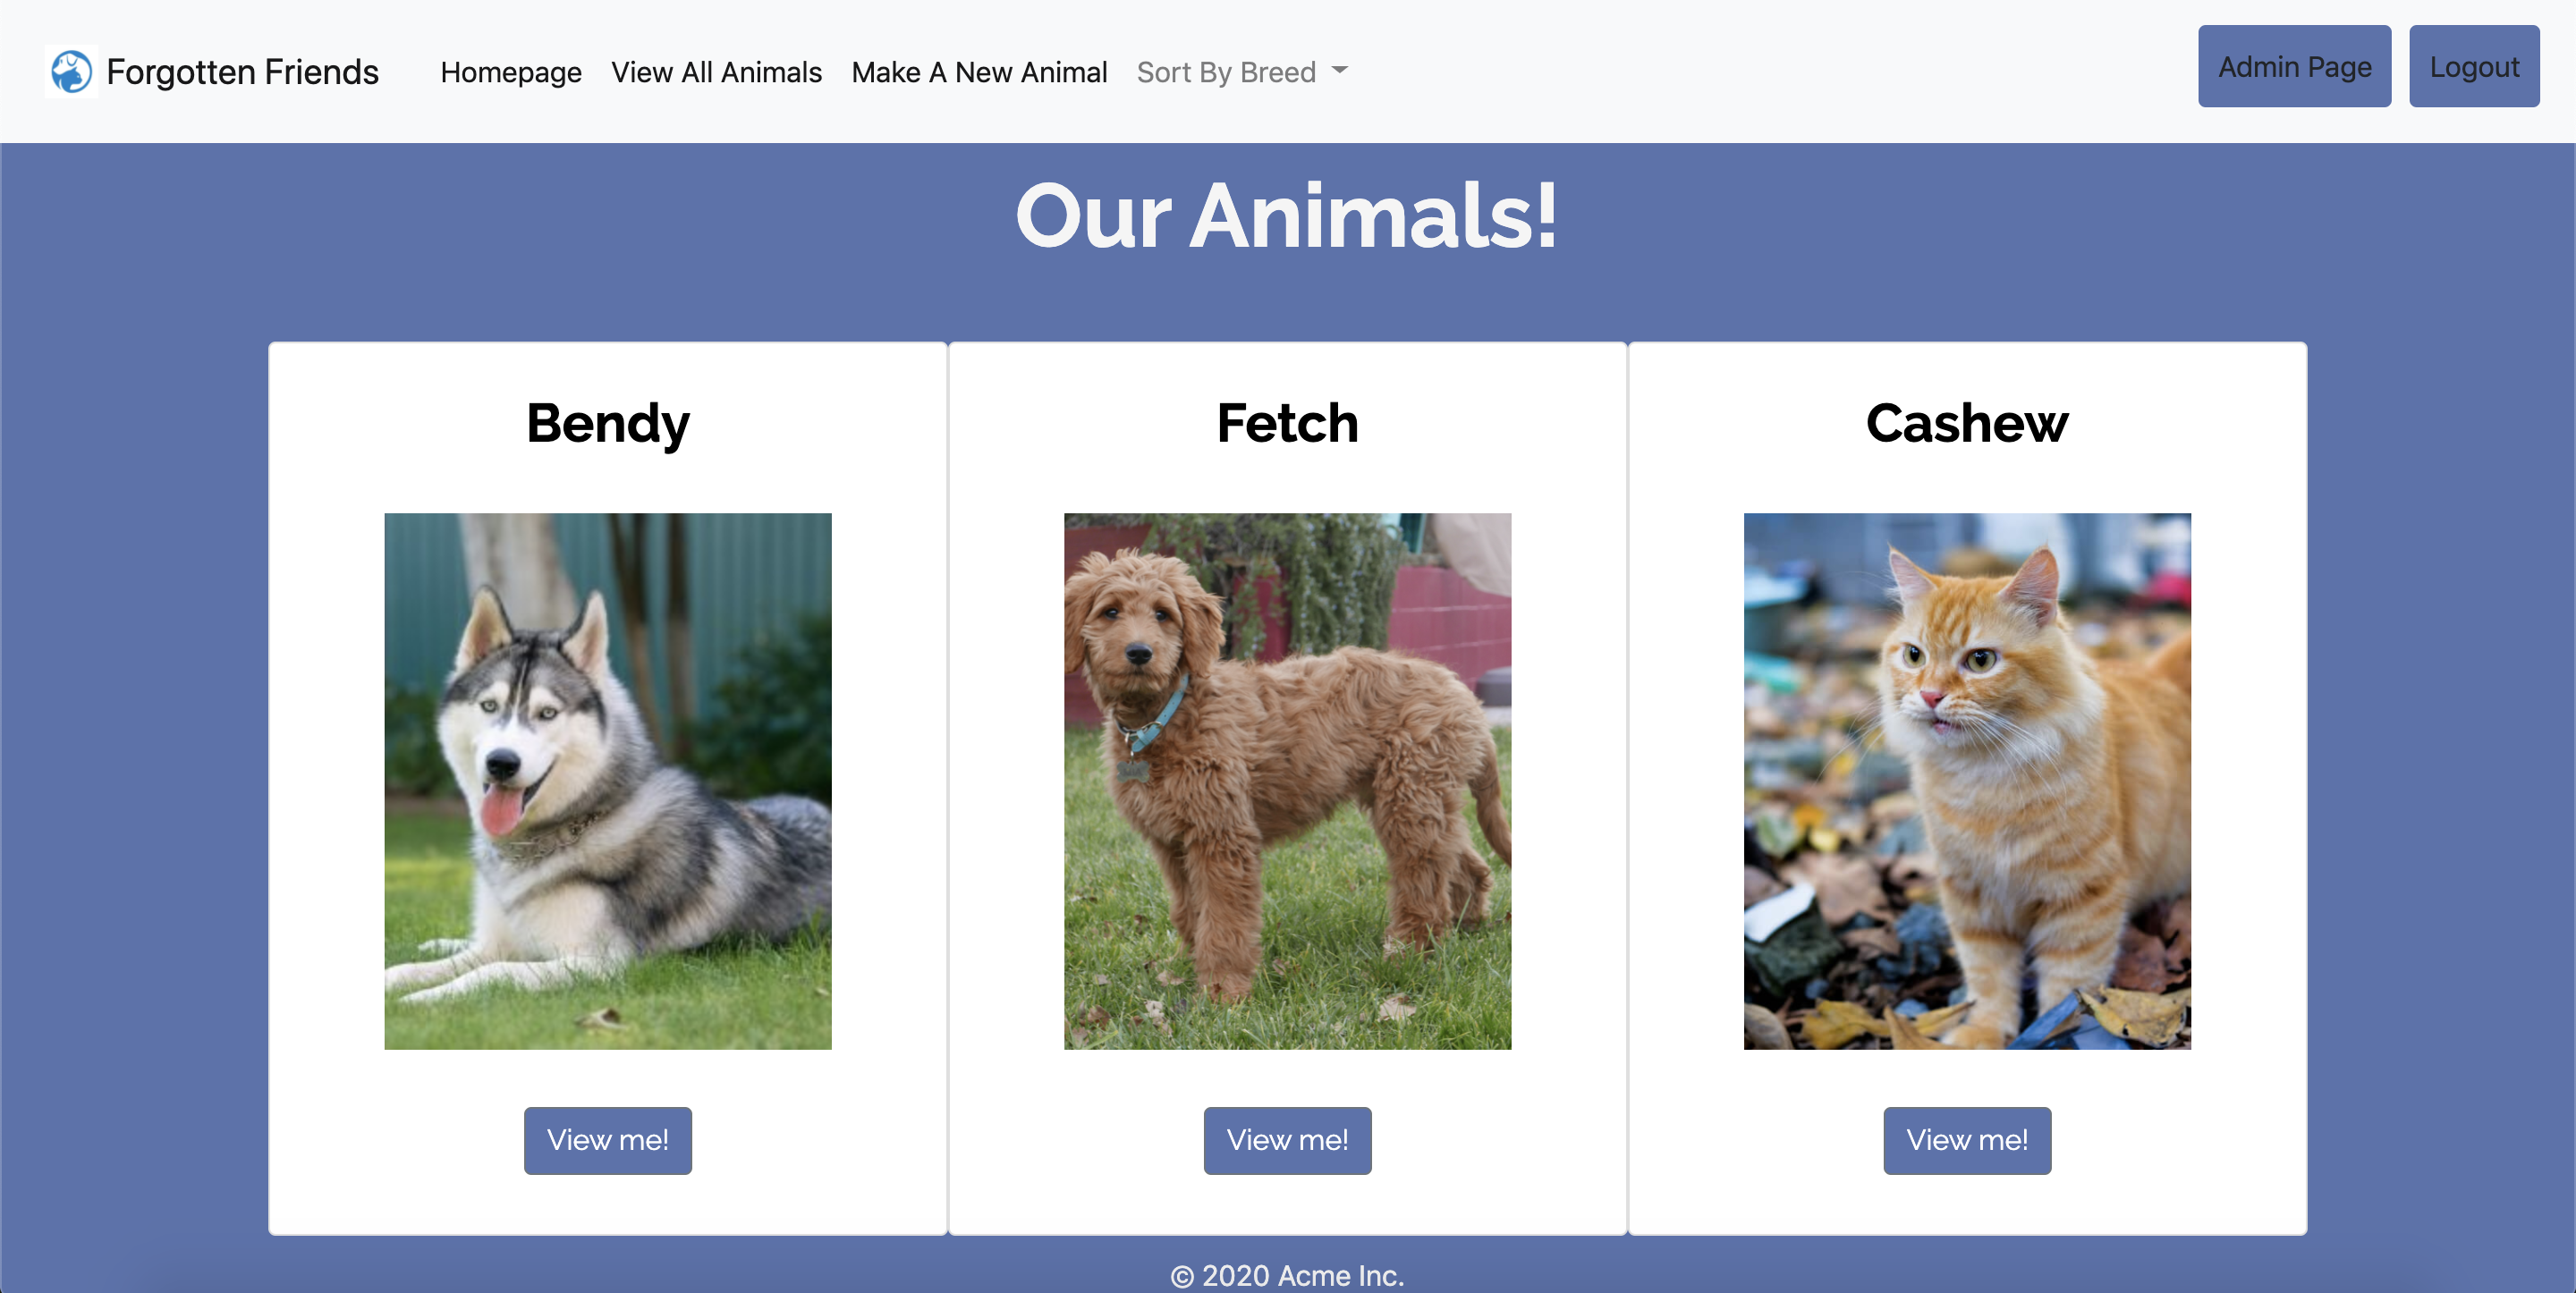 Forgotten Friends Homepage View All Animals Make A New Animal Sort By Breed Admin Page Logout
Our Animals!
Bendy Fetch Cashew
View me! View me! View me!
© 2020 Acme Inc.